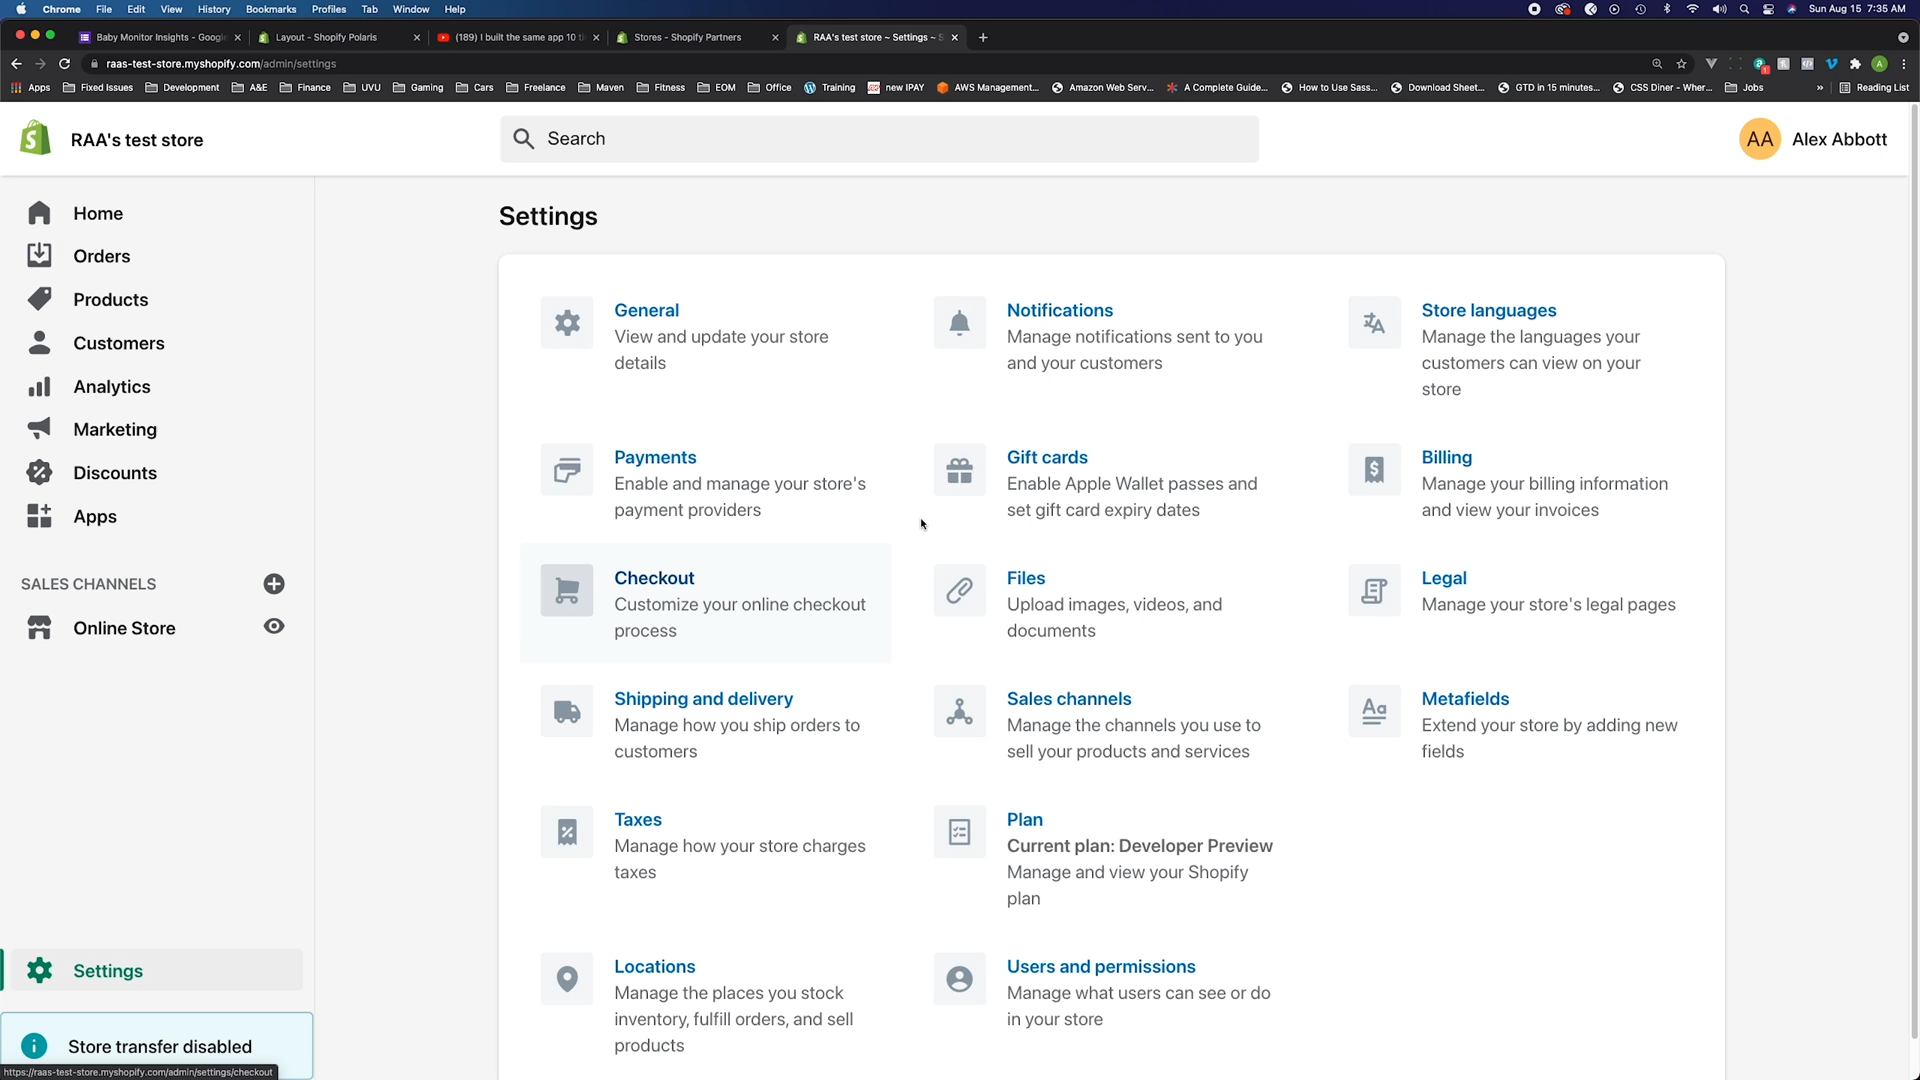 Chrome File Edit View History Bookmarks Profiles Tab Window Help Sun Aug 15 7:35 AM
Baby Monitor Insights - Google Layout - Shopify Polaris (189) I built the same app 10 ti Stores - Shopify Partners RAA's test store ~ Settings ~ S
raas-test-store.myshopify.com/admin/settings
Apps Fixed Issues Development A&E Finance UVU Gaming Cars Freelance Maven Fitness EOM Office Training new IPAY AWS Management... Amazon Web Serv... A Complete Guide... How to Use Sass... Download Sheet... GTD in 15 minutes... CSS Diner - Wher... Jobs » Reading List
RAA's test store
Search
AA Alex Abbott
Home
Orders
Products
Customers
Analytics
Marketing
Discounts
Apps
SALES CHANNELS
Online Store
Settings
Store transfer disabled
https://raas-test-store.myshopify.com/admin/settings/checkout
Settings
General
View and update your store
details
Notifications
Manage notifications sent to you
and your customers
Store languages
Manage the languages your
customers can view on your
store
Payments
Enable and manage your store's
payment providers
Gift cards
Enable Apple Wallet passes and
set gift card expiry dates
Billing
Manage your billing information
and view your invoices
Checkout
Customize your online checkout
process
Files
Upload images, videos, and
documents
Legal
Manage your store's legal pages
Shipping and delivery
Manage how you ship orders to
customers
Sales channels
Manage the channels you use to
sell your products and services
Metafields
Extend your store by adding new
fields
Taxes
Manage how your store charges
taxes
Plan
Current plan: Developer Preview
Manage and view your Shopify
plan
Locations
Manage the places you stock
inventory, fulfill orders, and sell
products
Users and permissions
Manage what users can see or do
in your store